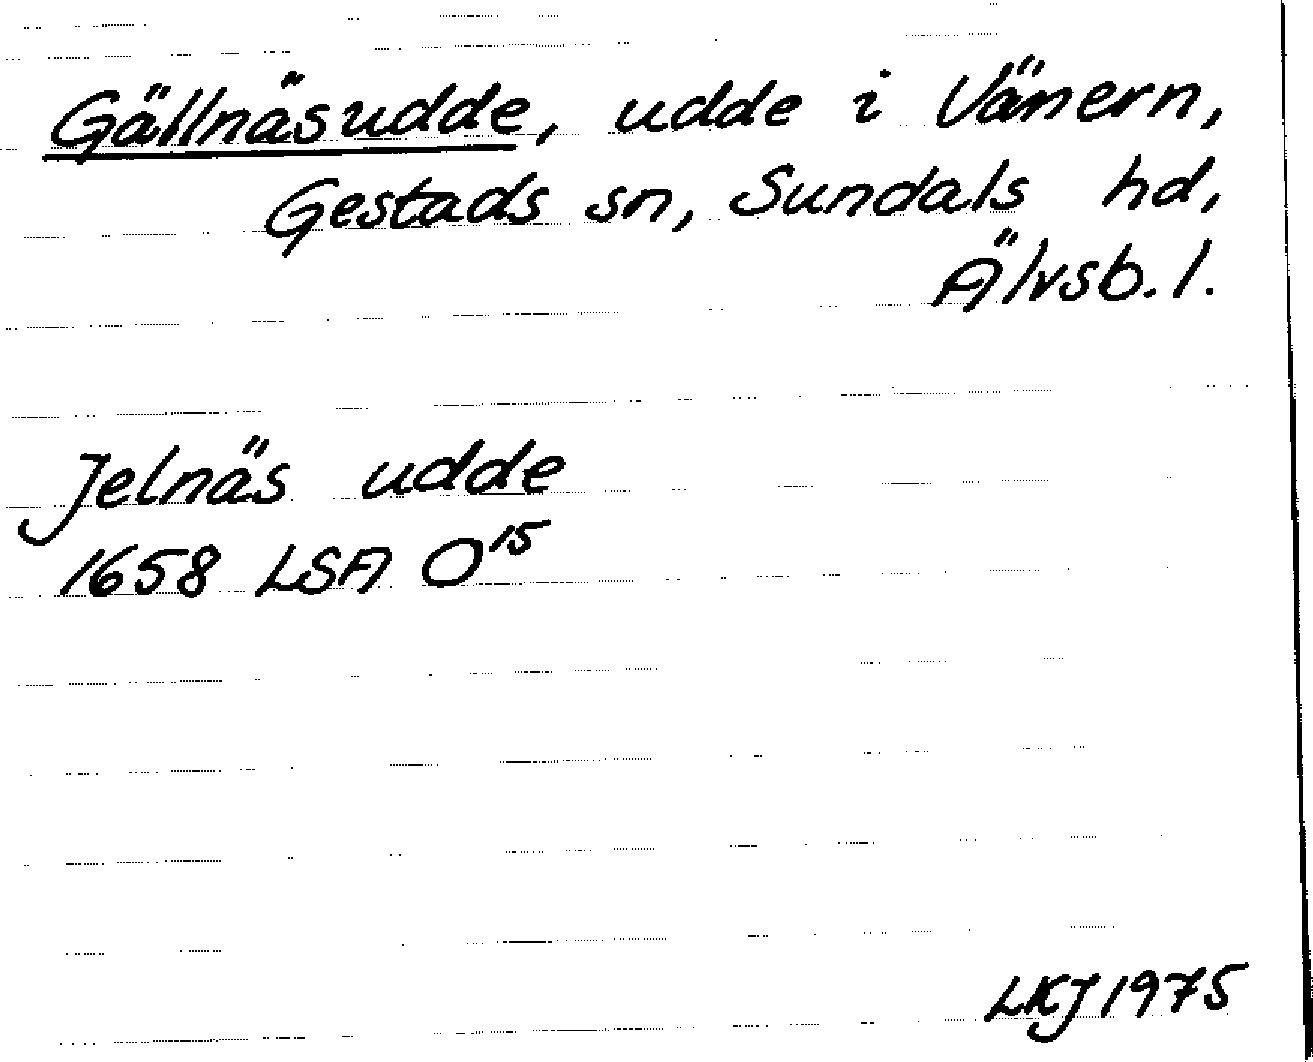 Gällnäsudde, udde i Vänern,
Gestads sn, Sundals hd,
Älvsb. l.
Jelnäs udde
1658 LSA O¹⁵
LKJ 1975